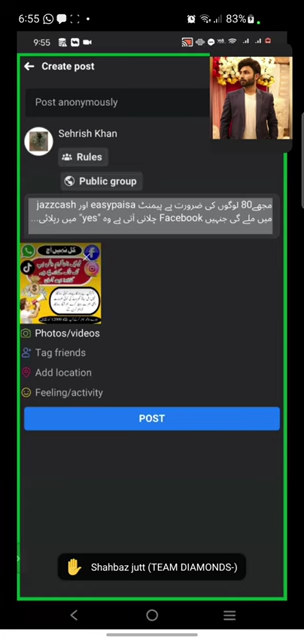 6:55
83%
9:55
Create post
Post anonymously
Sehrish Khan
Rules
Public group
مجھے80 لوگوں کی ضرورت ہے پیمنٹ easypaisa اور jazzcash
میں ملے گی جنہیں Facebook چلانی آتی ہے وہ "yes" میں رپلائی...
Photos/videos
Tag friends
Add location
Feeling/activity
POST
Shahbaz jutt (TEAM DIAMONDS-)